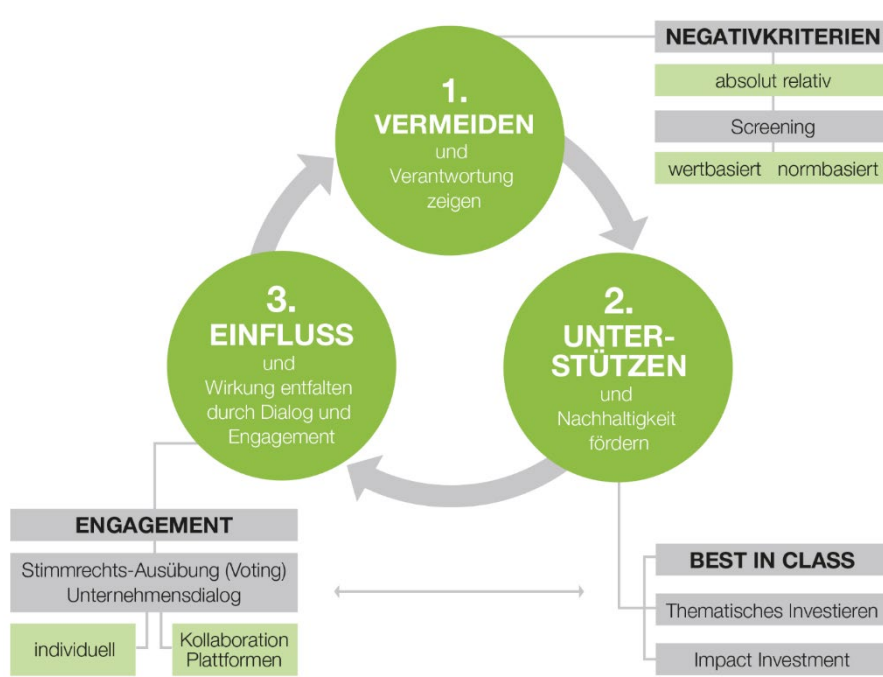 1.
VERMEIDEN
und
Verantwortung
zeigen
NEGATIVKRITERIEN
absolut relativ
Screening
wertbasiert normbasiert
2.
UNTER-
STÜTZEN
und
Nachhaltigkeit
fördern
BEST IN CLASS
Thematisches Investieren
Impact Investment
3.
EINFLUSS
und
Wirkung entfalten
durch Dialog und
Engagement
ENGAGEMENT
Stimmrechts-Ausübung (Voting)
Unternehmensdialog
individuell
Kollaboration
Plattformen